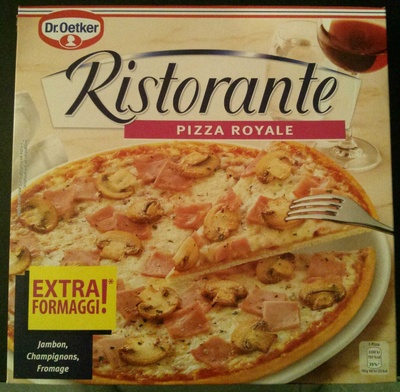 Dr.Oetker
Ristorante
PIZZA ROYALE
EXTRA
FORMAGGI!
Jambon,
Champignons,
Fromage